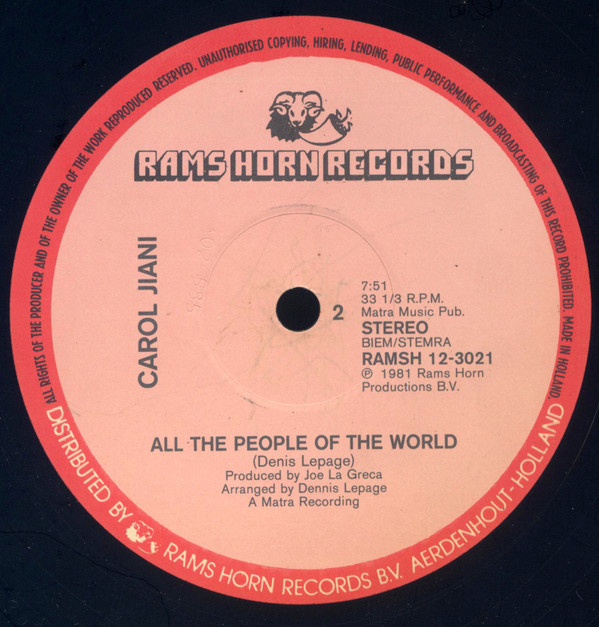 ALL RIGHTS OF THE PRODUCER AND OF THE OWNER OF THE WORK REPRODUCED RESERVED. UNAUTHORISED COPYING, HIRING, LENDING, PUBLIC PERFORMANCE AND BROADCASTING OF THIS RECORD PROHIBITED. MADE IN HOLLAND.
RAMS HORN RECORDS
CAROL JIANI
2
7:51
33 1/3 R.P.M.
Matra Music Pub.
STEREO
BIEM/STEMRA
RAMSH 12-3021
℗ 1981 Rams Horn
Productions B.V.
ALL THE PEOPLE OF THE WORLD
(Denis Lepage)
Produced by Joe La Greca
Arranged by Dennis Lepage
A Matra Recording
DISTRIBUTED BY RAMS HORN RECORDS B.V. AERDENHOUT-HOLLAND